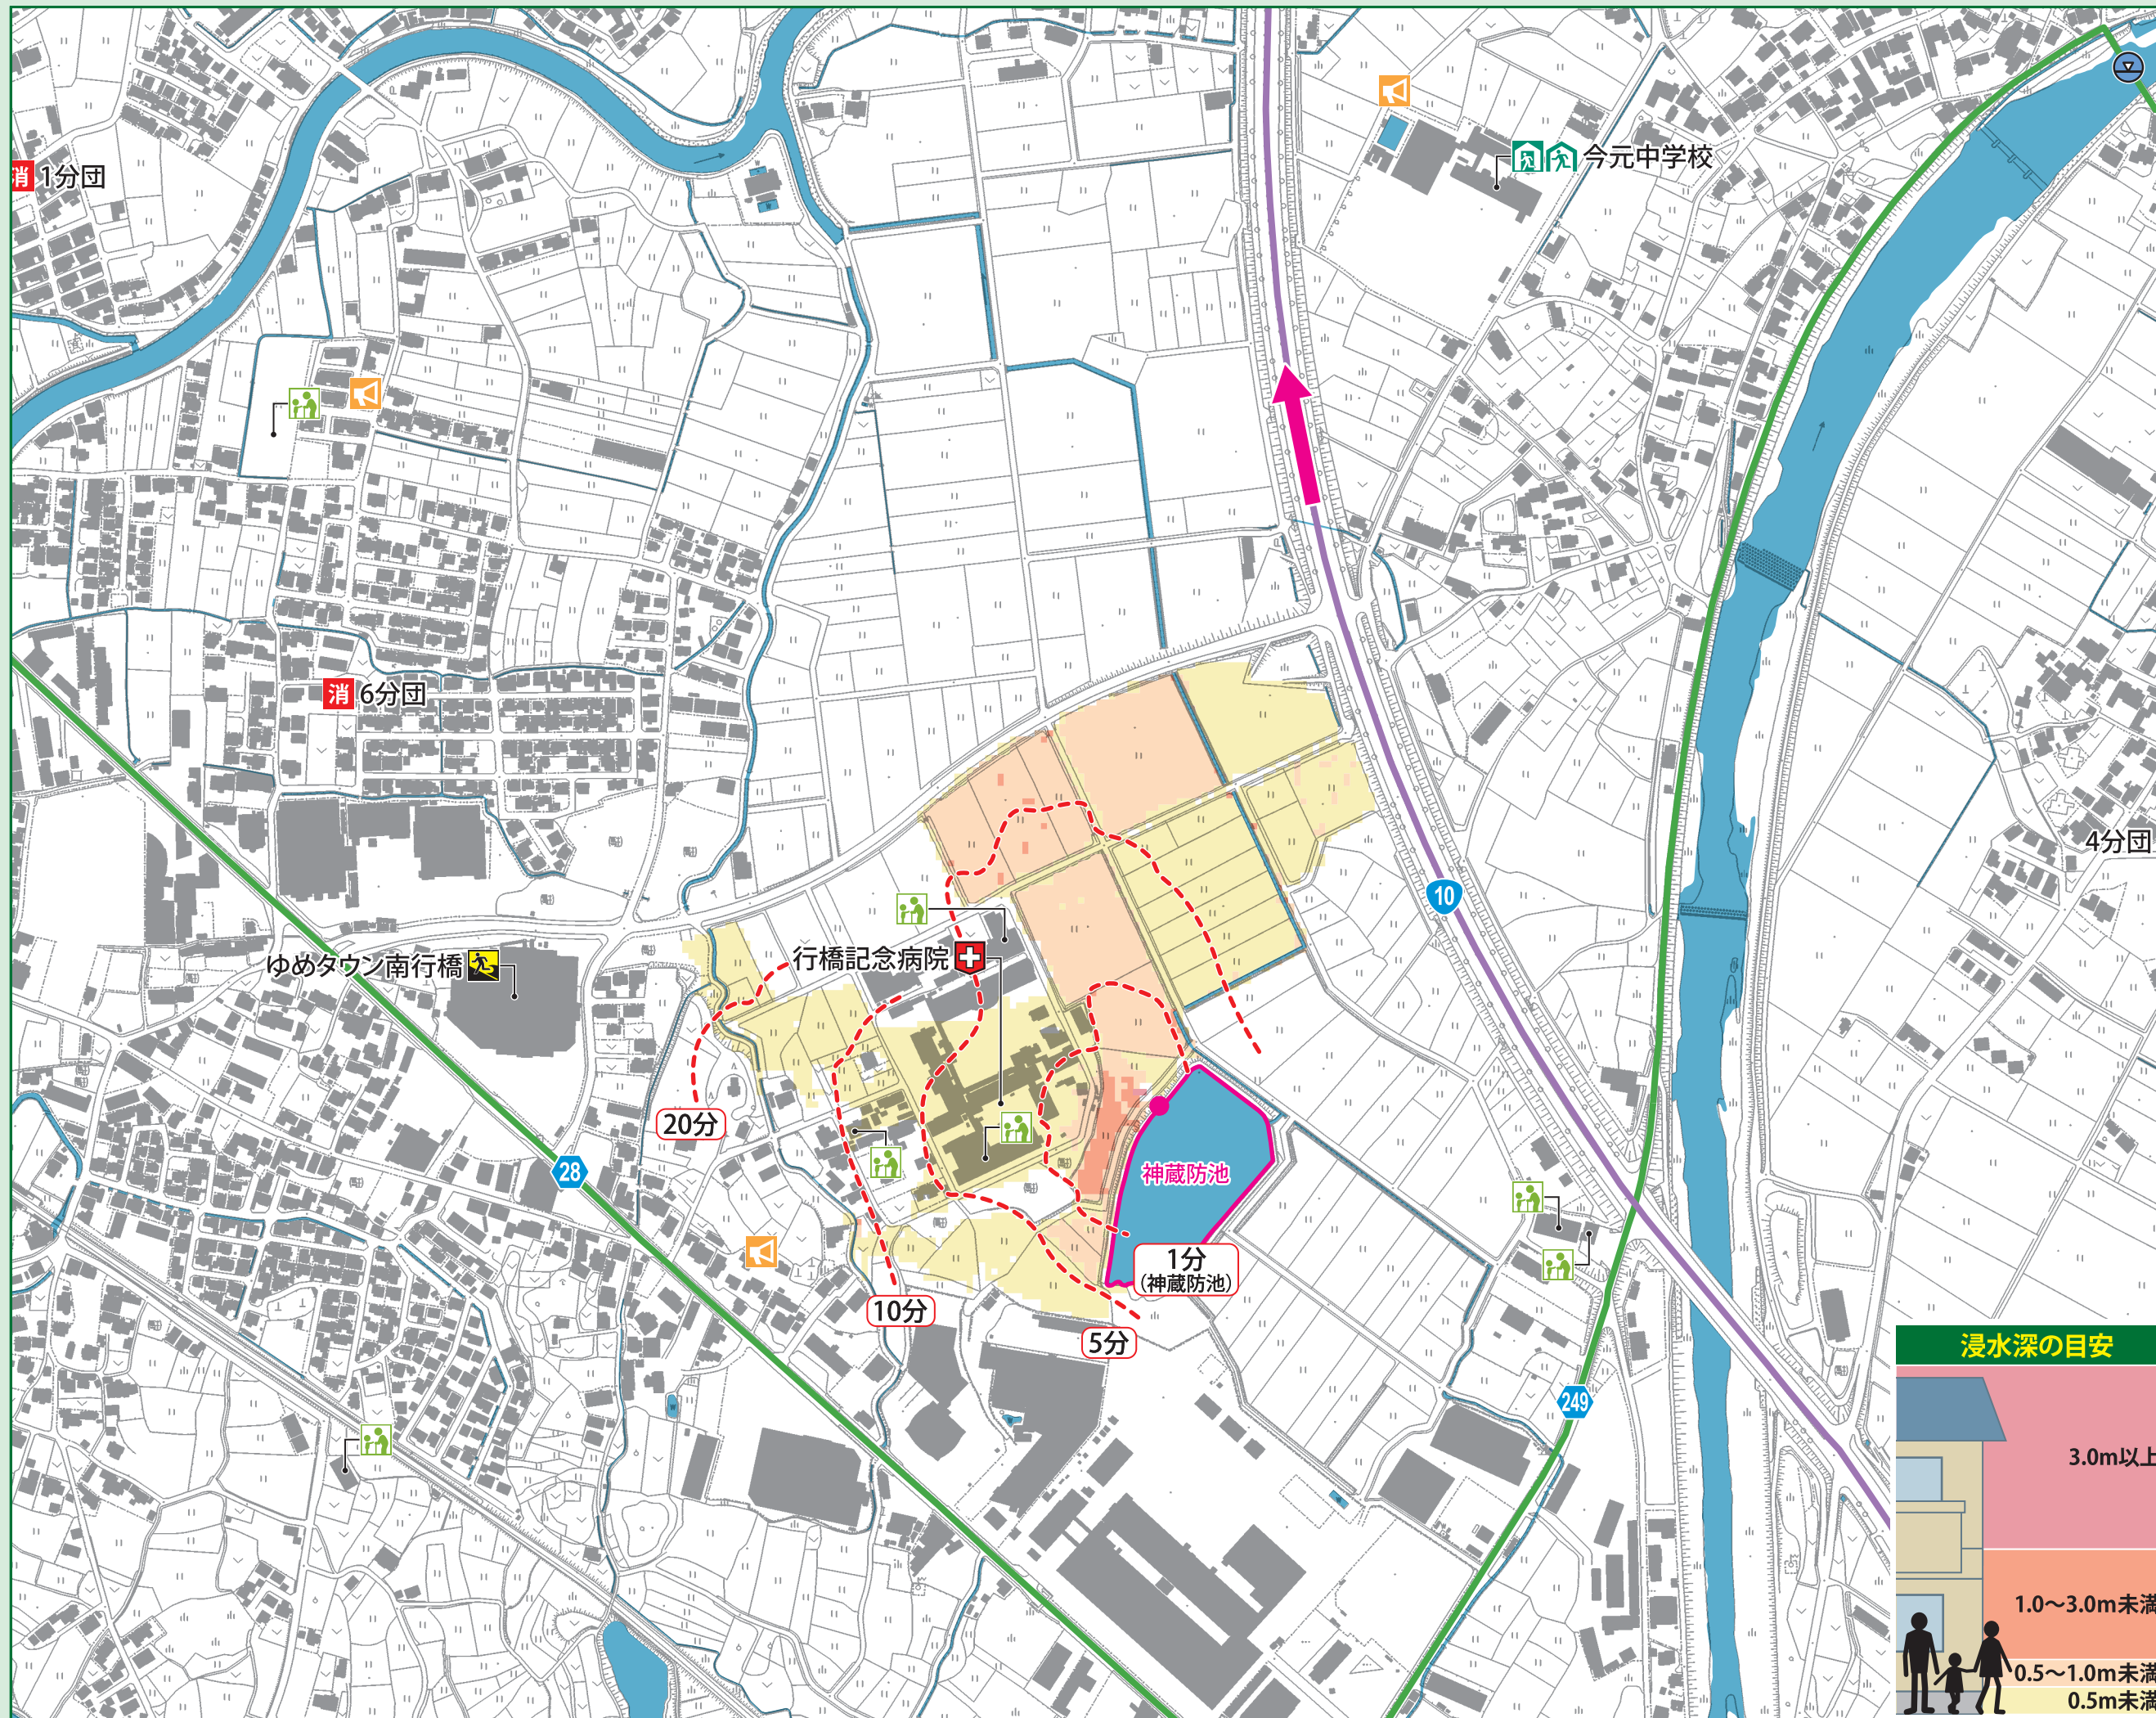 消 1分団
今元中学校
消 6分団
4分団
10
行橋記念病院
ゆめタウン南行橋
20分
28
神蔵防池
1分
(神蔵防池)
10分
5分
249
浸水深の目安
3.0m以上
1.0～3.0m未満
0.5～1.0m未満
0.5m未満